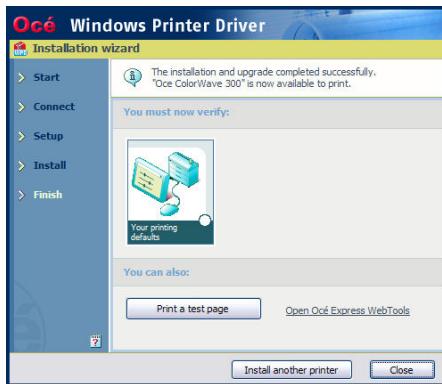 Océ Windows Printer Driver
Installation wizard
Start
The installation and upgrade completed successfully.
"Oce ColorWave 300" is now available to print.
Connect
You must now verify:
Setup
Install
Finish
Your printing
defaults
You can also:
Print a test page
Open Océ Express WebTools
?
Install another printer
Close